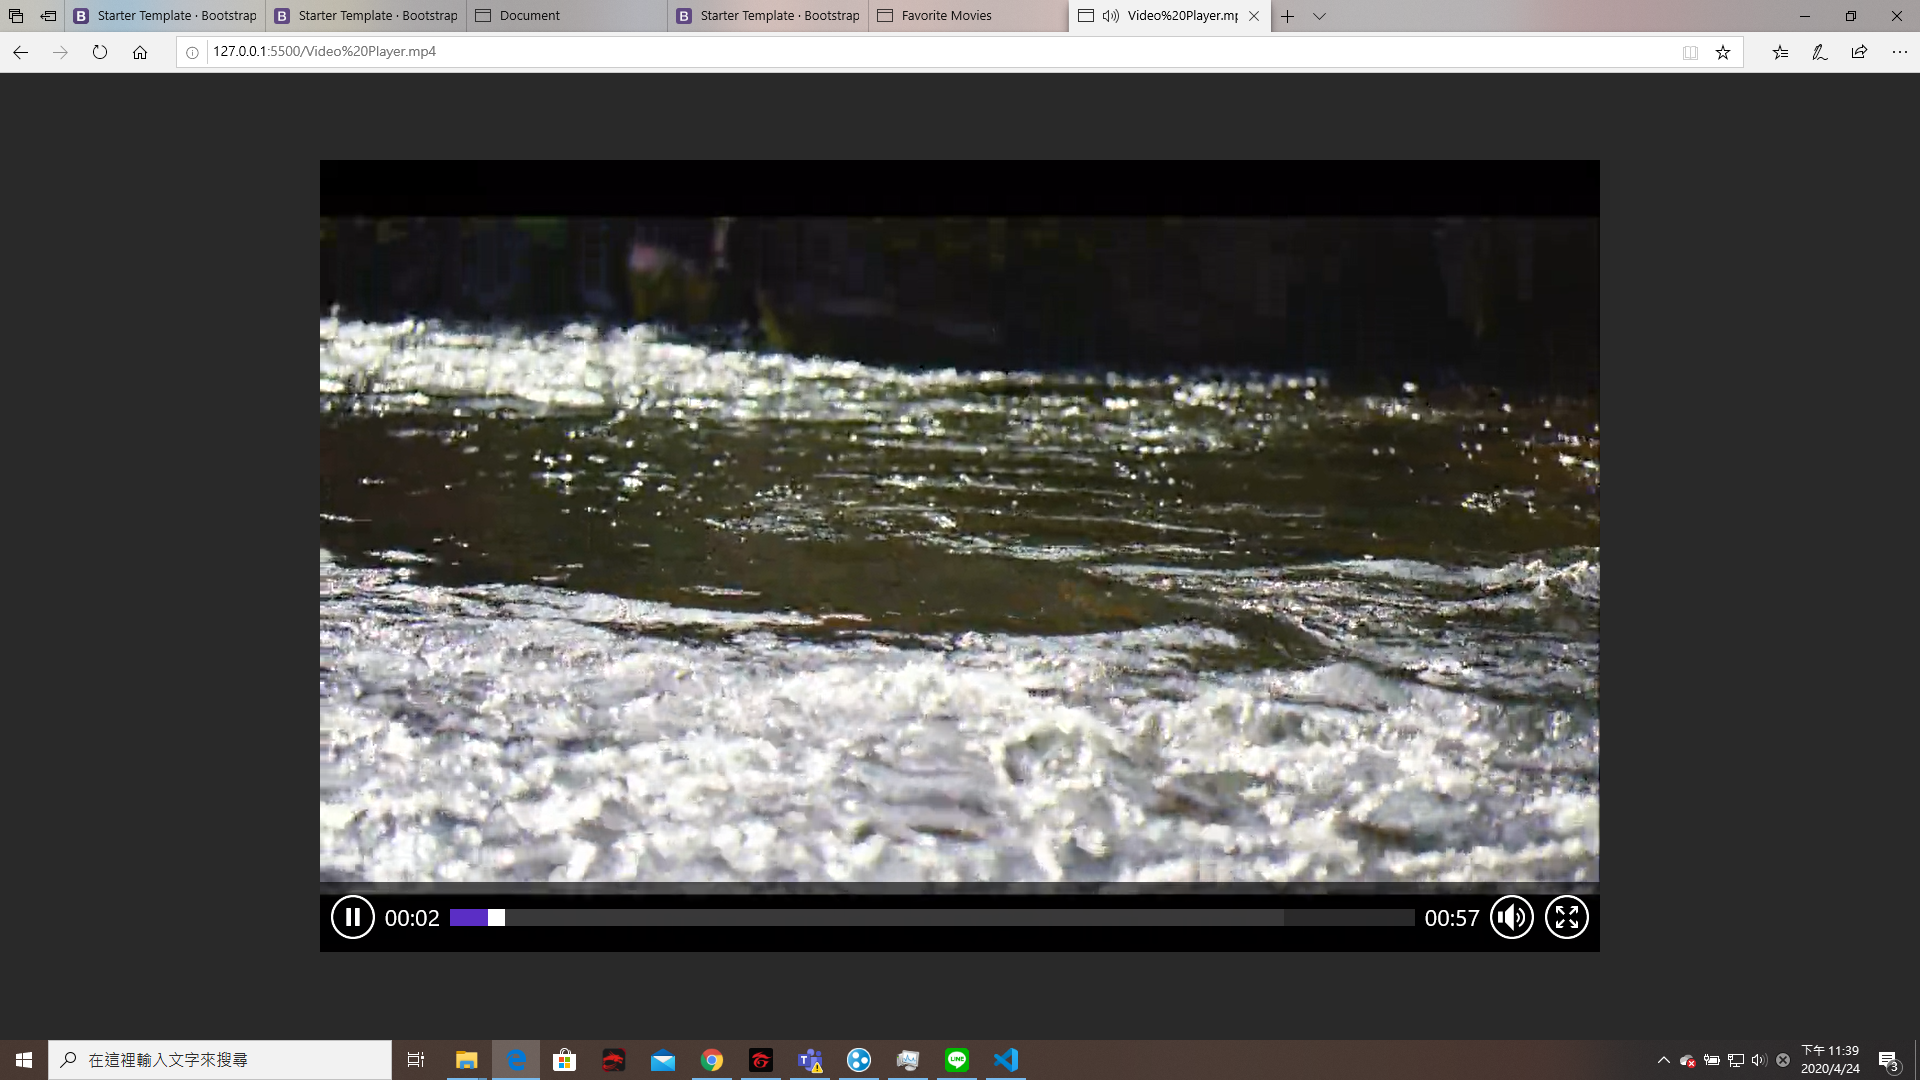 Starter Template · Bootstrap
Starter Template · Bootstrap
Document
Starter Template · Bootstrap
Favorite Movies
Video%20Player.mp
127.0.0.1:5500/Video%20Player.mp4
00:02
00:57
在這裡輸入文字來搜尋
下午 11:39
2020/4/24
3